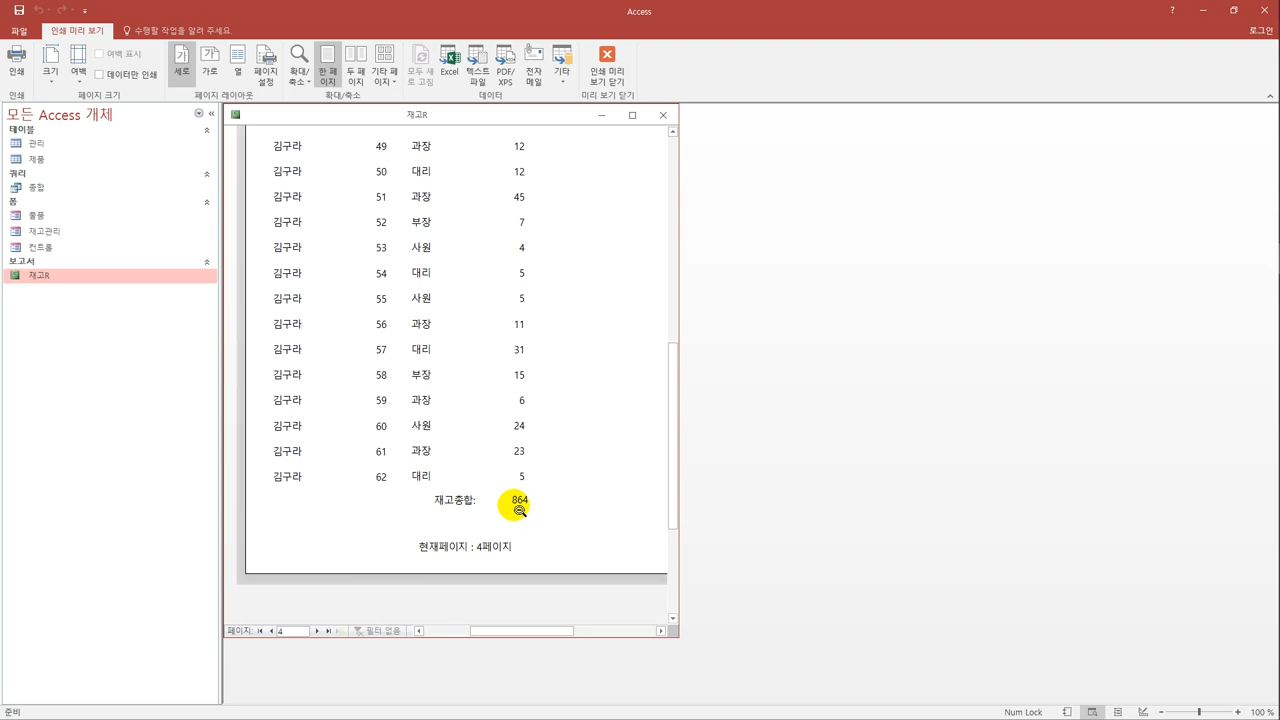 Access
로그인
파일
인쇄 미리 보기
수행할 작업을 알려 주세요.
인쇄
크기
여백
여백 표시
데이터만 인쇄
세로
가로
열
페이지
설정
확대/
축소
한 페
이지
두 페
이지
기타 페
이지
모두 새
로 고침
Excel
텍스트
파일
PDF/
XPS
전자
메일
기타
인쇄 미리
보기 닫기
인쇄
페이지 크기
페이지 레이아웃
확대/축소
데이터
미리 보기 닫기
모든 Access 개체
테이블
관리
제품
쿼리
종합
폼
물품
재고관리
컨트롤
보고서
재고R
재고R
김구라 49 과장 12
김구라 50 대리 12
김구라 51 과장 45
김구라 52 부장 7
김구라 53 사원 4
김구라 54 대리 5
김구라 55 사원 5
김구라 56 과장 11
김구라 57 대리 31
김구라 58 부장 15
김구라 59 과장 6
김구라 60 사원 24
김구라 61 과장 23
김구라 62 대리 5
재고종합: 864
현재페이지 : 4페이지
페이지: 4 필터 없음
준비
Num Lock
100 %